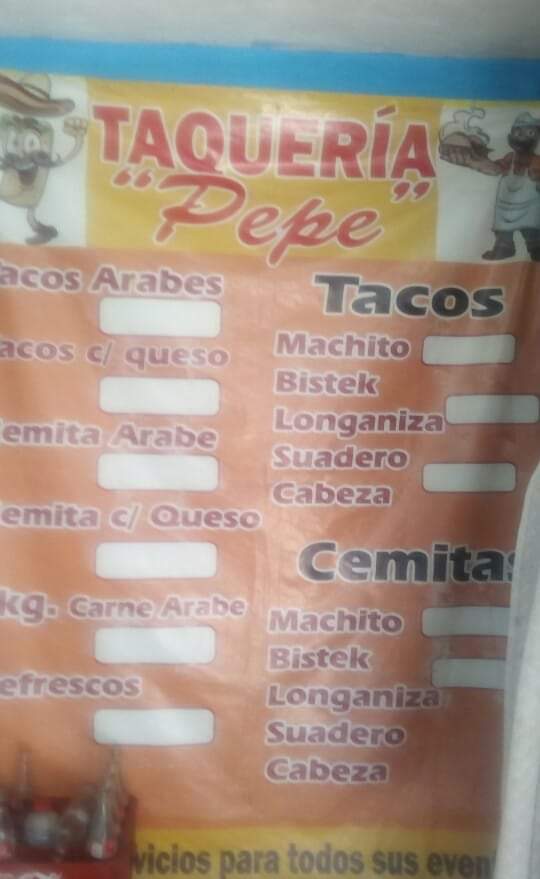 TAQUERÍA
"Pepe"
acos Arabes
acos c/ queso
emita Arabe
emita c/ Queso
kg. Carne Arabe
efrescos
Tacos
Machito
Bistek
Longaniza
Suadero
Cabeza
Cemitas
Machito
Bistek
Longaniza
Suadero
Cabeza
vicios para todos sus even